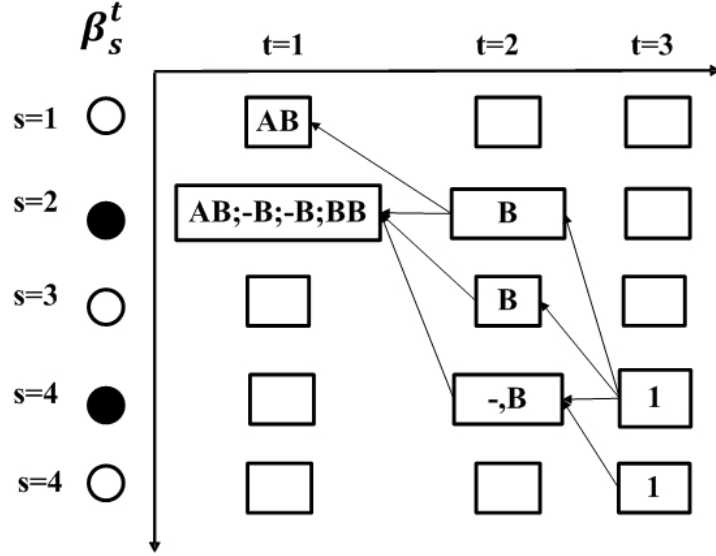 β_s^t t=1 t=2 t=3
s=1 AB
s=2 AB;-B;-B;BB B
s=3 B
s=4 -,B 1
s=4 1